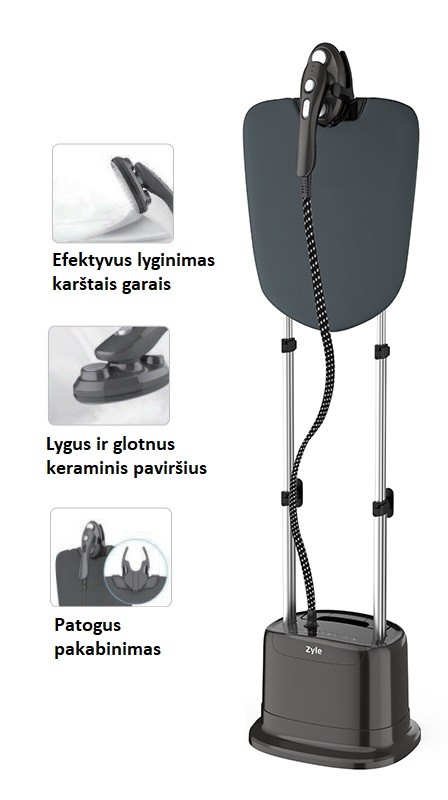 Efektyvus lyginimas
karštais garais
Lygus ir glotnus
keraminis paviršius
Patogus
pakabinimas
Zyle